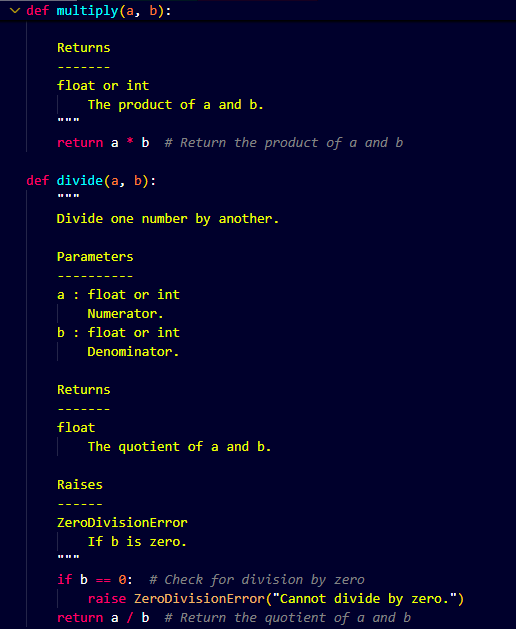 def multiply(a, b):
Returns
-------
float or int
The product of a and b.
"""
return a * b  # Return the product of a and b
def divide(a, b):
"""
Divide one number by another.
Parameters
----------
a : float or int
Numerator.
b : float or int
Denominator.
Returns
-------
float
The quotient of a and b.
Raises
------
ZeroDivisionError
If b is zero.
"""
if b == 0:  # Check for division by zero
raise ZeroDivisionError("Cannot divide by zero.")
return a / b  # Return the quotient of a and b